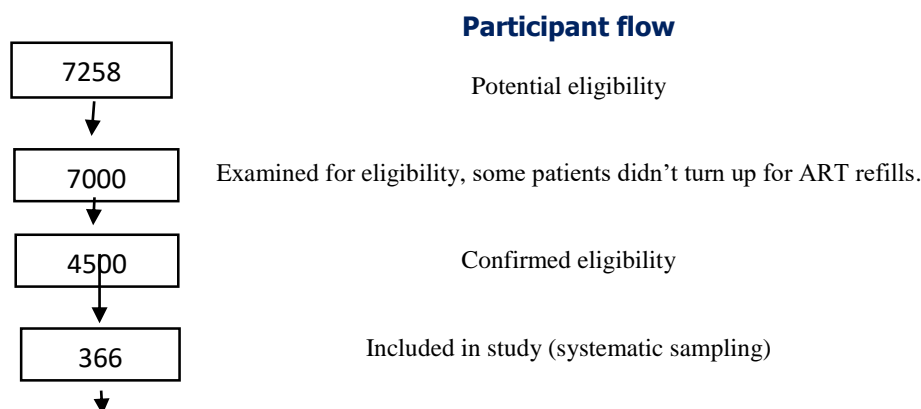 Participant flow
7258
Potential eligibility
7000
Examined for eligibility, some patients didn’t turn up for ART refills.
4500
Confirmed eligibility
366
Included in study (systematic sampling)